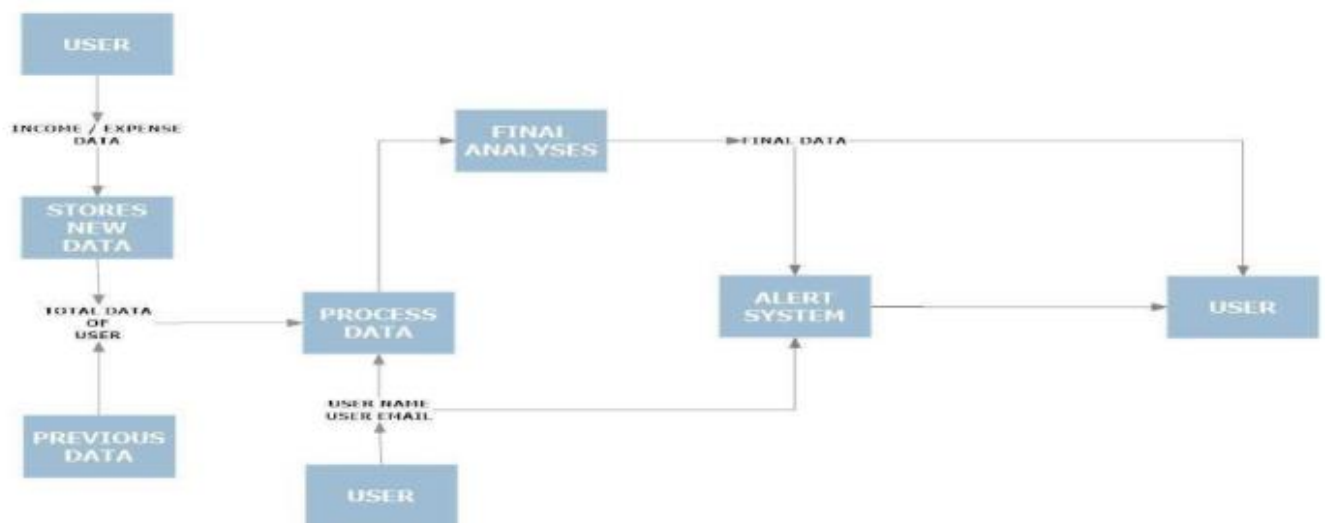 USER
INCOME / EXPENSE
DATA
STORES
NEW
DATA
TOTAL DATA
OF
USER
PREVIOUS
DATA
PROCESS
DATA
USER NAME
USER EMAIL
USER
FINAL
ANALYSES
FINAL DATA
ALERT
SYSTEM
USER